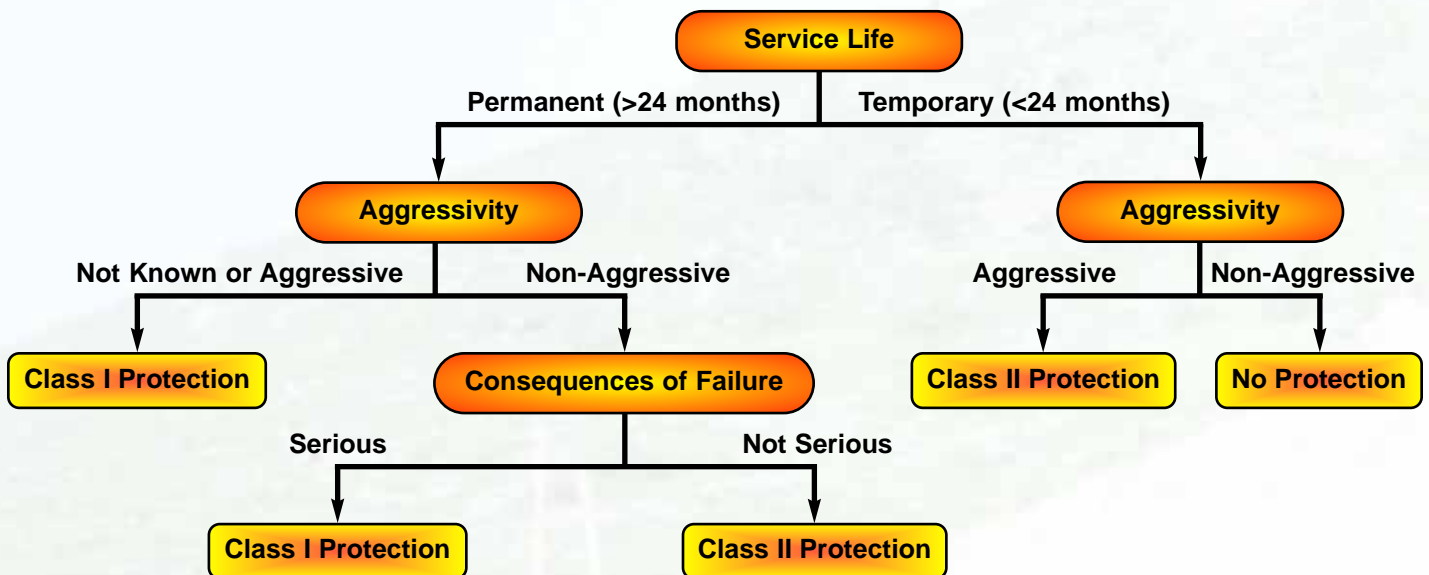 Service Life
Permanent (>24 months)
Temporary (<24 months)
Aggressivity
Aggressivity
Not Known or Aggressive
Non-Aggressive
Aggressive
Non-Aggressive
Class I Protection
Consequences of Failure
Class II Protection
No Protection
Serious
Not Serious
Class I Protection
Class II Protection